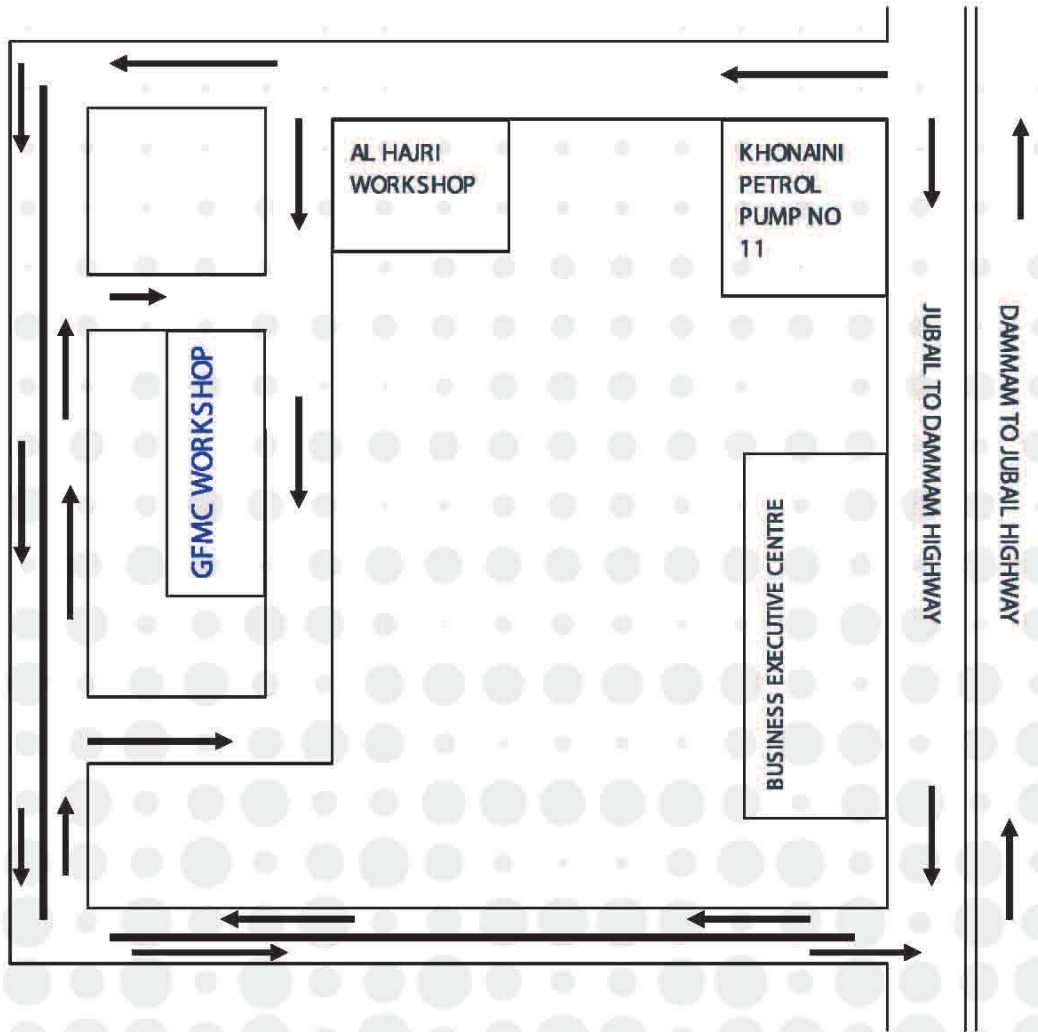 AL HAJRI
WORKSHOP
KHONAINI
PETROL
PUMP NO
11
GFMC WORKSHOP
BUSINESS EXECUTIVE CENTRE
JUBAIL TO DAMMAM HIGHWAY
DAMMAM TO JUBAIL HIGHWAY